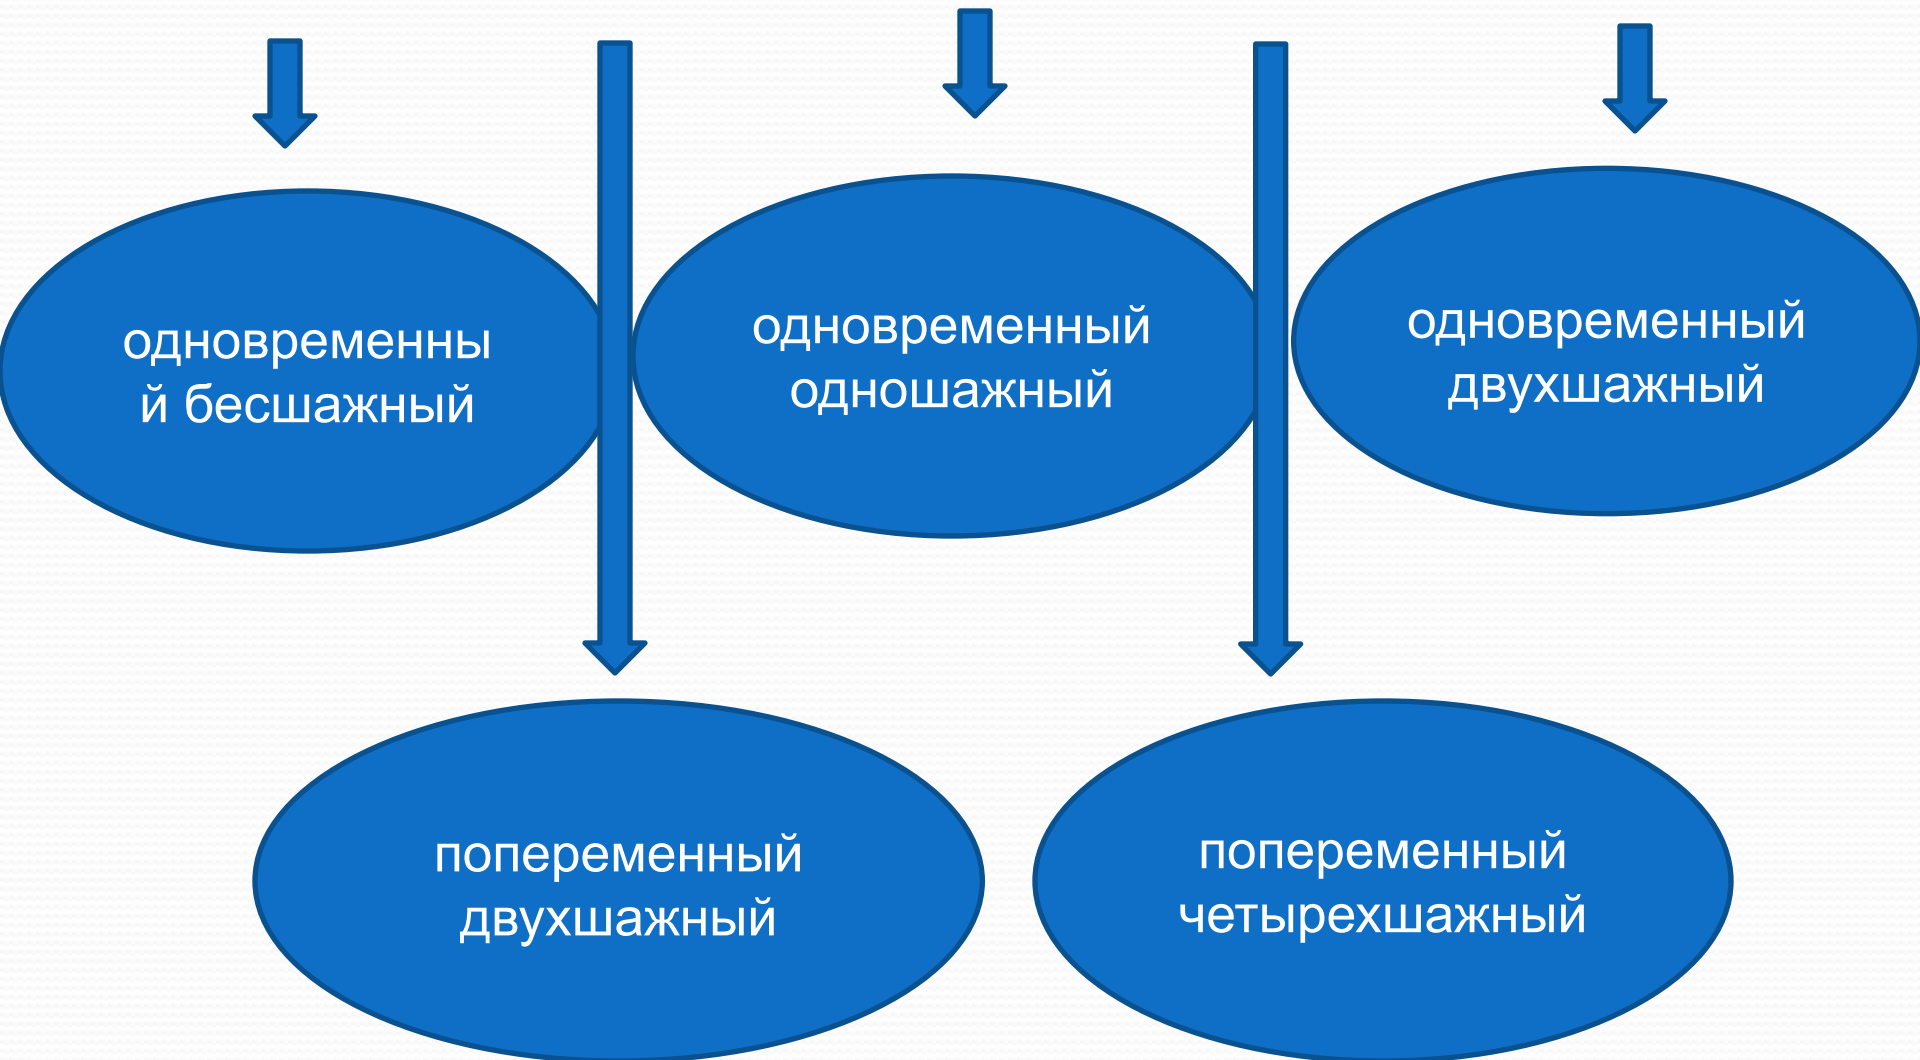 одновременны
й бесшажный
одновременный
одношажный
одновременный
двухшажный
попеременный
двухшажный
попеременный
четырехшажный